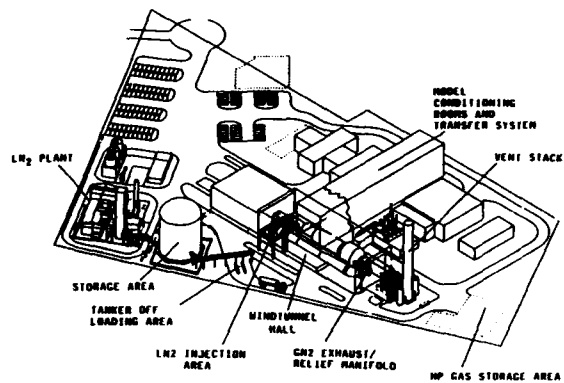 MODEL
CONDITIONING
ROOMS AND
TRANSFER SYSTEM
VENT STACK
LN2 PLANT
STORAGE AREA
TANKER OFF
LOADING AREA
WINDTUNNEL
HALL
LN2 INJECTION
AREA
GN2 EXHAUST/
RELIEF MANIFOLD
HP GAS STORAGE AREA